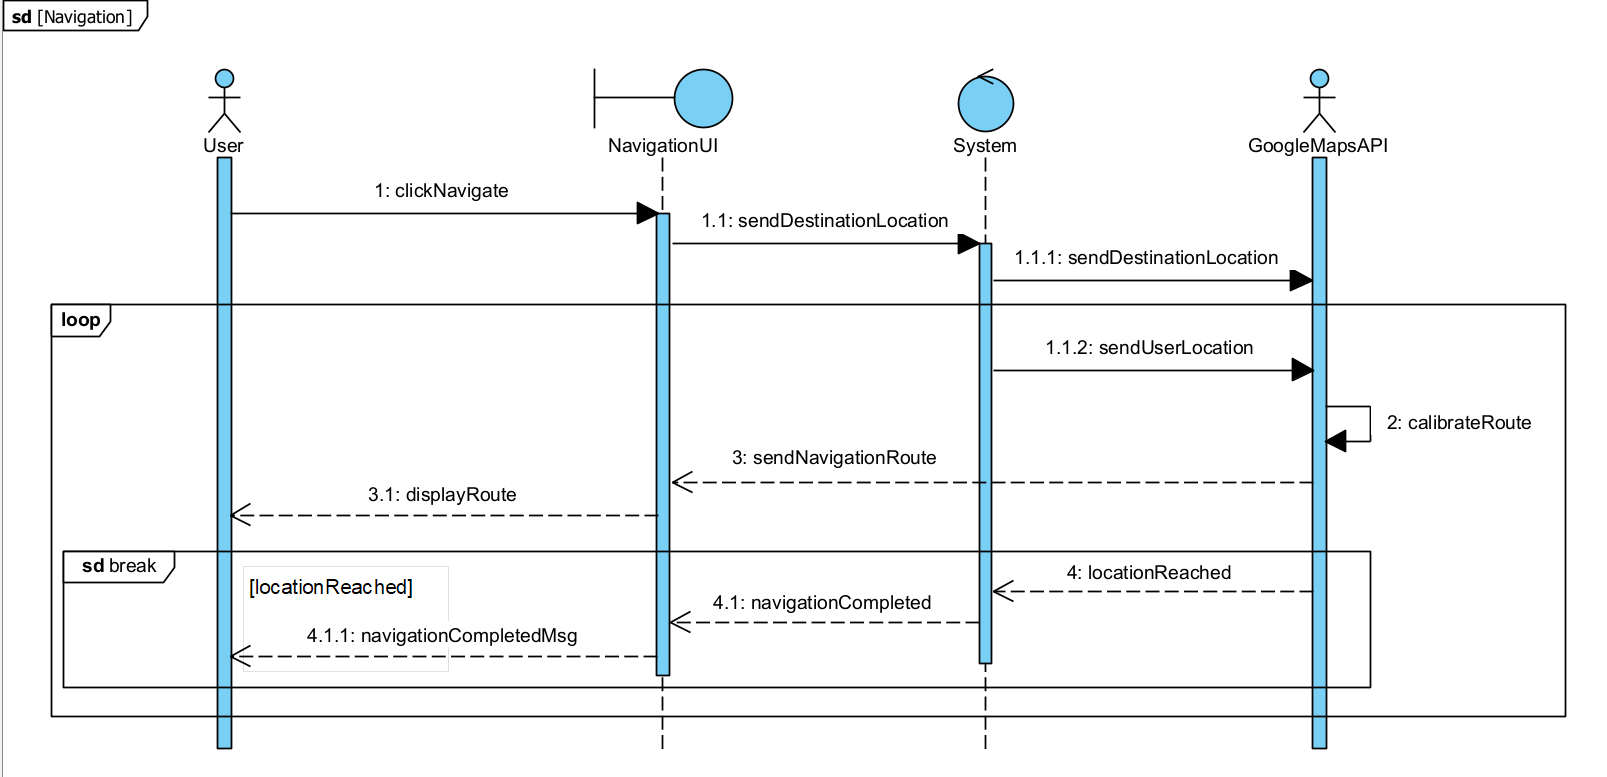 sd [Navigation]
User
NavigationUI
System
GoogleMapsAPI
1: clickNavigate
1.1: sendDestinationLocation
1.1.1: sendDestinationLocation
loop
1.1.2: sendUserLocation
2: calibrateRoute
3: sendNavigationRoute
3.1: displayRoute
sd break
[locationReached]
4: locationReached
4.1: navigationCompleted
4.1.1: navigationCompletedMsg